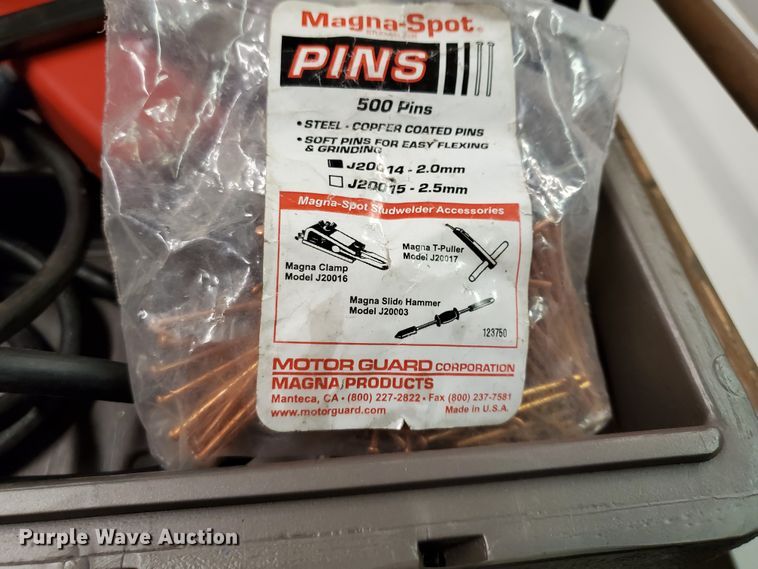 Magna-Spot®
PINS
500 Pins
• STEEL - COPPER COATED PINS
• SOFT PINS FOR EASY FLEXING
& GRINDING
J20014 - 2.0mm
J20015 - 2.5mm
Magna-Spot Studwelder Accessories
Magna T-Puller
Model J20017
Magna Clamp
Model J20016
Magna Slide Hammer
Model J20003
123750
MOTOR GUARD CORPORATION
MAGNA PRODUCTS
Manteca, CA • (800) 227-2822 • Fax (800) 237-7581
www.motorguard.com Made in U.S.A.
Purple Wave Auction